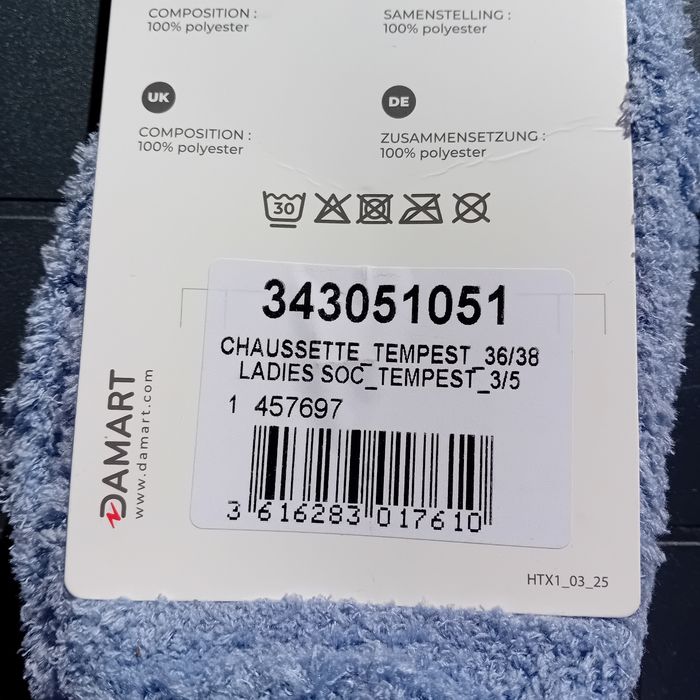 COMPOSITION :
100% polyester
SAMENSTELLING :
100% polyester
UK
COMPOSITION :
100% polyester
DE
ZUSAMMENSETZUNG :
100% polyester
30
343051051
CHAUSSETTE_TEMPEST_36/38
LADIES SOC_TEMPEST_3/5
1 457697
3 616283 017610
DAMART
www.damart.com
HTX1_03_25